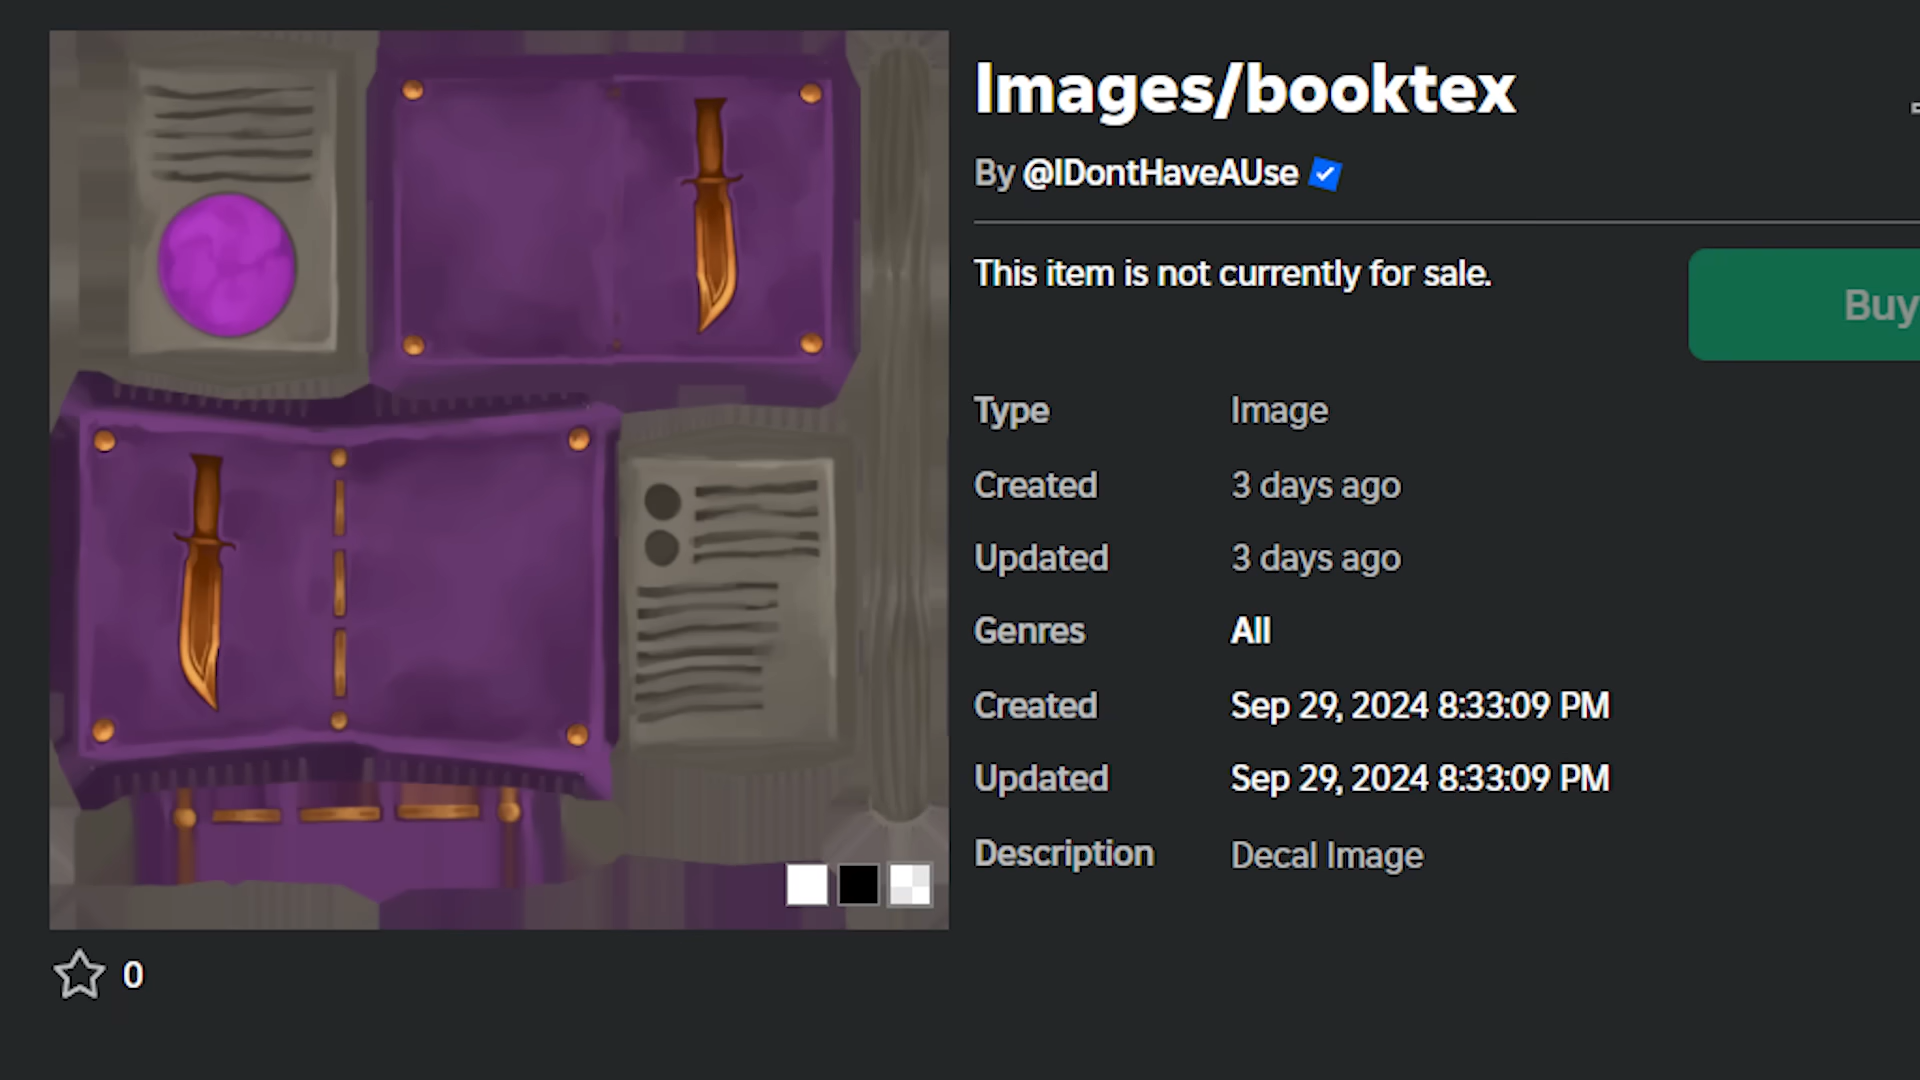 Images/booktex
By @IDontHaveAUse
This item is not currently for sale.
Buy
Type Image
Created 3 days ago
Updated 3 days ago
Genres All
Created Sep 29, 2024 8:33:09 PM
Updated Sep 29, 2024 8:33:09 PM
Description Decal Image
0